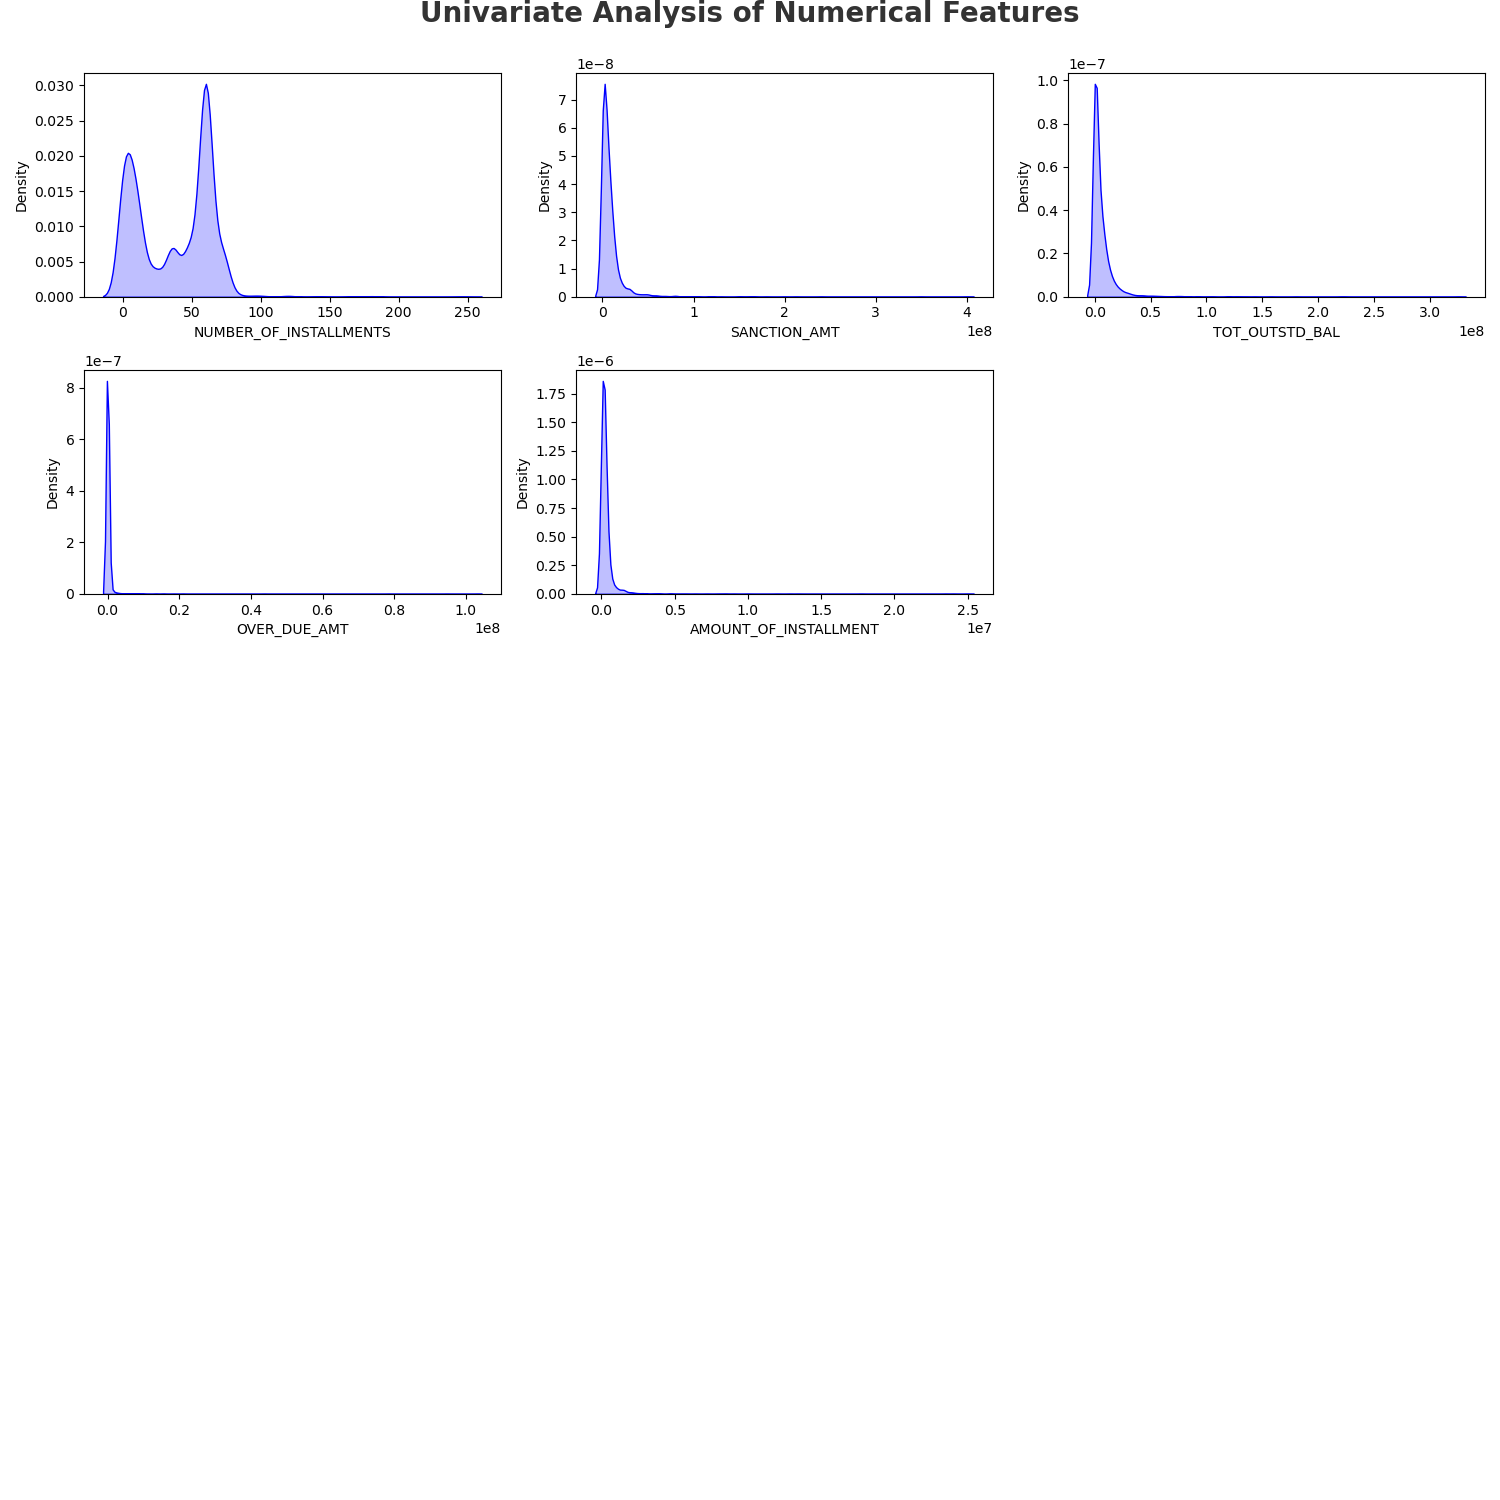 Univariate Analysis of Numerical Features
0.030
0.025
0.020
0.015
0.010
0.005
0.000
Density
0 50 100 150 200 250
NUMBER_OF_INSTALLMENTS
1e−8
7
6
5
4
3
2
1
0
Density
0 1 2 3 4
1e8
SANCTION_AMT
1e−7
1.0
0.8
0.6
0.4
0.2
0.0
Density
0.0 0.5 1.0 1.5 2.0 2.5 3.0
1e8
TOT_OUTSTD_BAL
1e−7
8
6
4
2
0
Density
0.0 0.2 0.4 0.6 0.8 1.0
1e8
OVER_DUE_AMT
1e−6
1.75
1.50
1.25
1.00
0.75
0.50
0.25
0.00
Density
0.0 0.5 1.0 1.5 2.0 2.5
1e7
AMOUNT_OF_INSTALLMENT